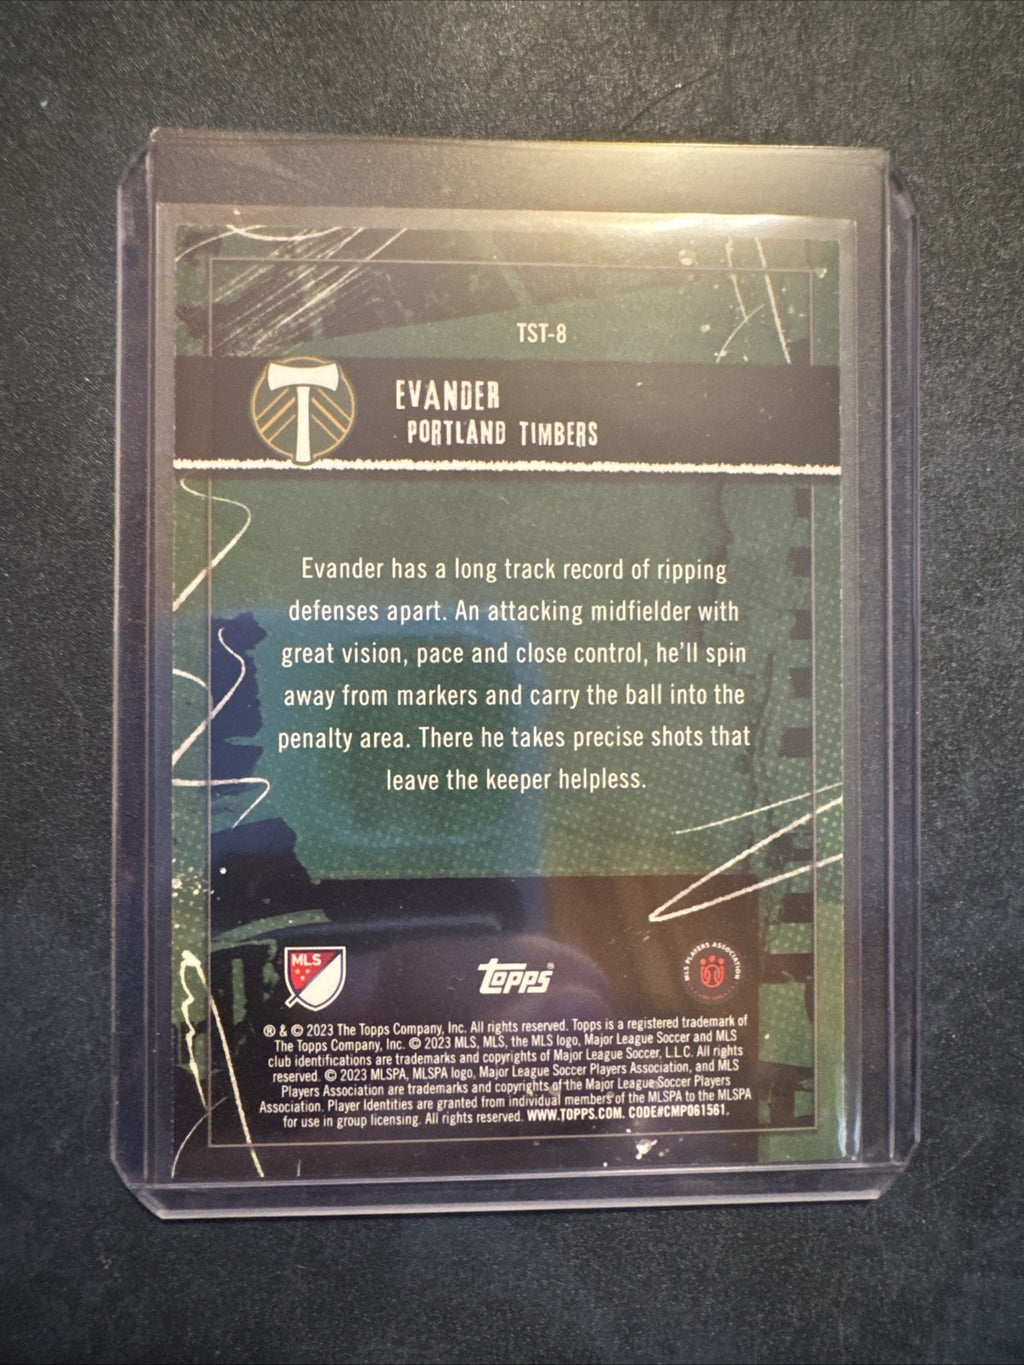 TST-8
EVANDER
PORTLAND TIMBERS
Evander has a long track record of ripping
defenses apart. An attacking midfielder with
great vision, pace and close control, he'll spin
away from markers and carry the ball into the
penalty area. There he takes precise shots that
leave the keeper helpless.
MLS
topps®
MLS PLAYERS ASSOCIATION
® & © 2023 The Topps Company, Inc. All rights reserved. Topps is a registered trademark of
The Topps Company, Inc. © 2023 MLS, MLS, the MLS logo, Major League Soccer and MLS
club identifications are trademarks and copyrights of Major League Soccer, L.L.C. All rights
reserved. © 2023 MLSPA, MLSPA logo, Major League Soccer Players Association, and MLS
Players Association are trademarks and copyrights of the Major League Soccer Players
Association. Player Identities are granted from individual members of the MLSPA to the MLSPA
for use in group licensing. All rights reserved. WWW.TOPPS.COM. CODE#CMP061561.